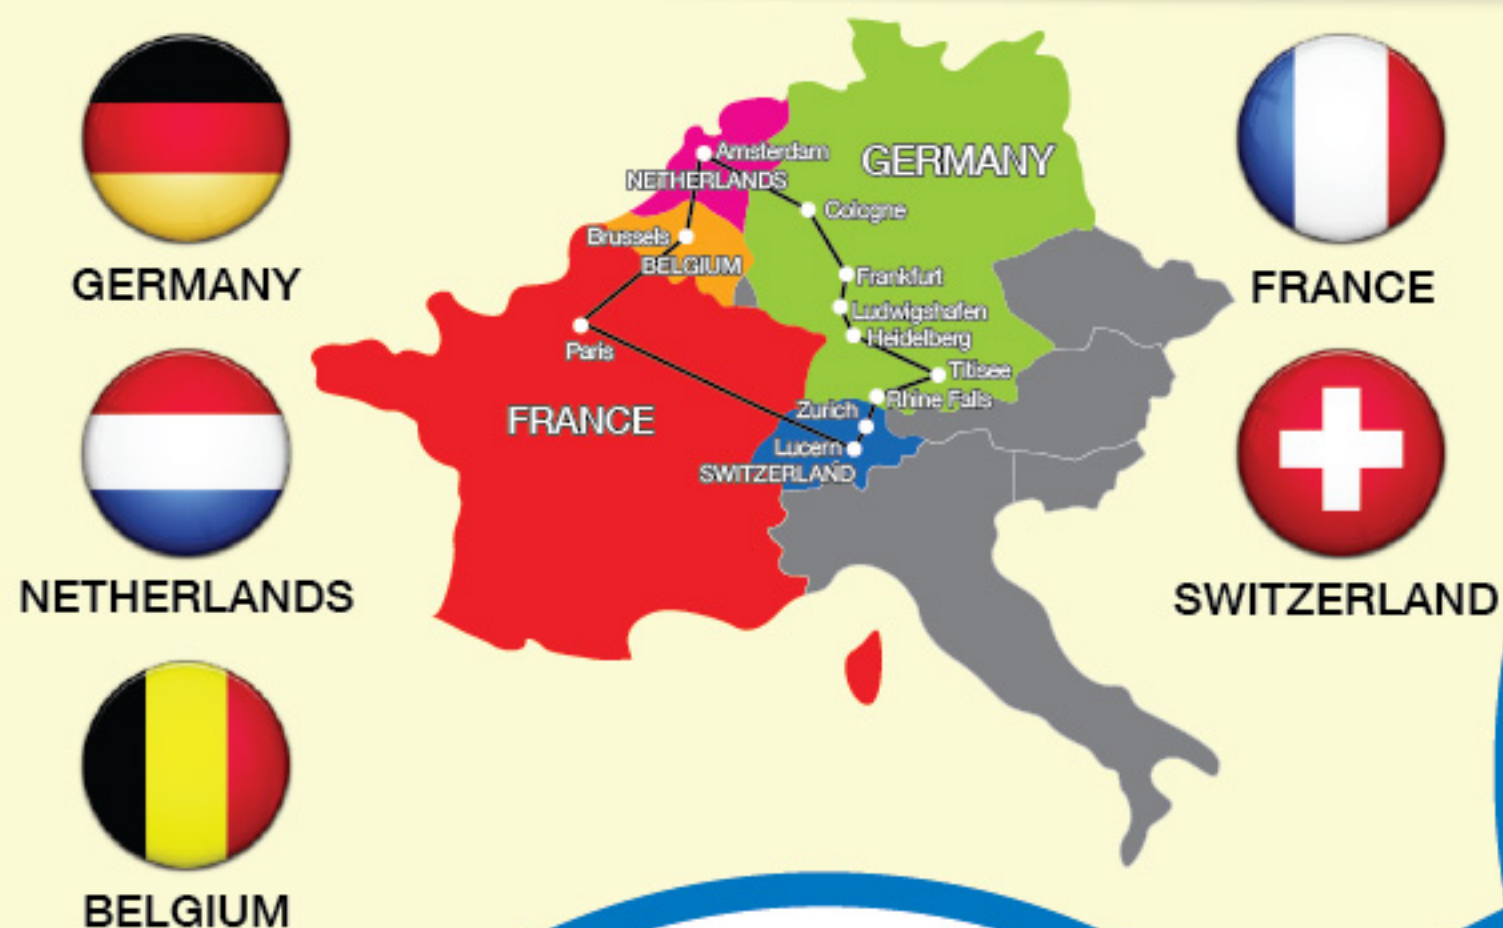 GERMANY
NETHERLANDS
BELGIUM
Amsterdam
NETHERLANDS
GERMANY
Cologne
Brussels
BELGIUM
Frankfurt
Ludwigshafen
Heidelberg
Paris
Titisee
Rhine Falls
FRANCE
Zurich
Lucern
SWITZERLAND
FRANCE
SWITZERLAND